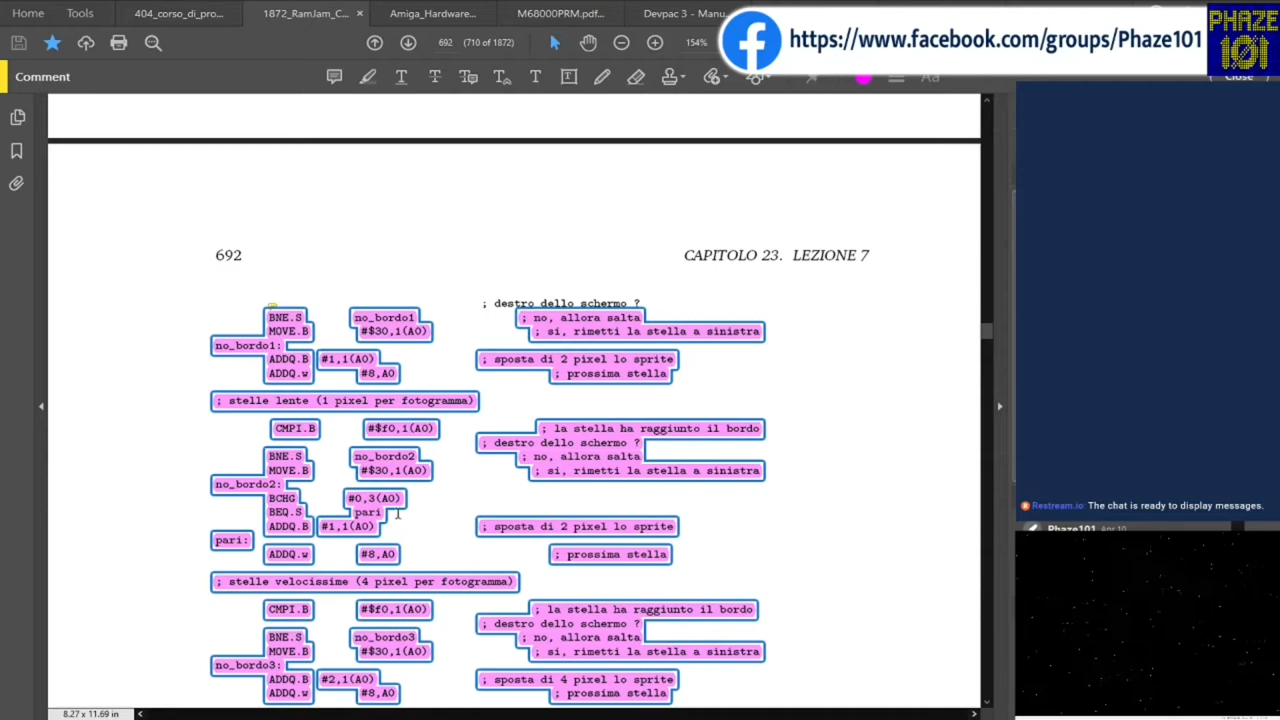 Home Tools 404_corso_di_pro... 1872_RamJam_C... × Amiga_Hardware... M68000PRM.pdf... Devpac 3 - Manu...
https://www.facebook.com/groups/Phaze101
PHAZE
101
692 (710 of 1872) 154%
Comment
Close
692 CAPITOLO 23. LEZIONE 7
; destro dello schermo ?
BNE.S no_bordo1 ; no, allora salta
MOVE.B #$30,1(A0) ; si, rimetti la stella a sinistra
no_bordo1:
ADDQ.B #1,1(A0) ; sposta di 2 pixel lo sprite
ADDQ.w #8,A0 ; prossima stella
; stelle lente (1 pixel per fotogramma)
CMPI.B #$f0,1(A0) ; la stella ha raggiunto il bordo
; destro dello schermo ?
BNE.S no_bordo2 ; no, allora salta
MOVE.B #$30,1(A0) ; si, rimetti la stella a sinistra
no_bordo2:
BCHG #0,3(A0)
BEQ.S pari
ADDQ.B #1,1(A0) ; sposta di 2 pixel lo sprite
pari:
ADDQ.w #8,A0 ; prossima stella
; stelle velocissime (4 pixel per fotogramma)
CMPI.B #$f0,1(A0) ; la stella ha raggiunto il bordo
; destro dello schermo ?
BNE.S no_bordo3 ; no, allora salta
MOVE.B #$30,1(A0) ; si, rimetti la stella a sinistra
no_bordo3:
ADDQ.B #2,1(A0) ; sposta di 4 pixel lo sprite
ADDQ.w #8,A0 ; prossima stella
8.27 x 11.69 in
Restream.io: The chat is ready to display messages.
Phaze101 Apr 10